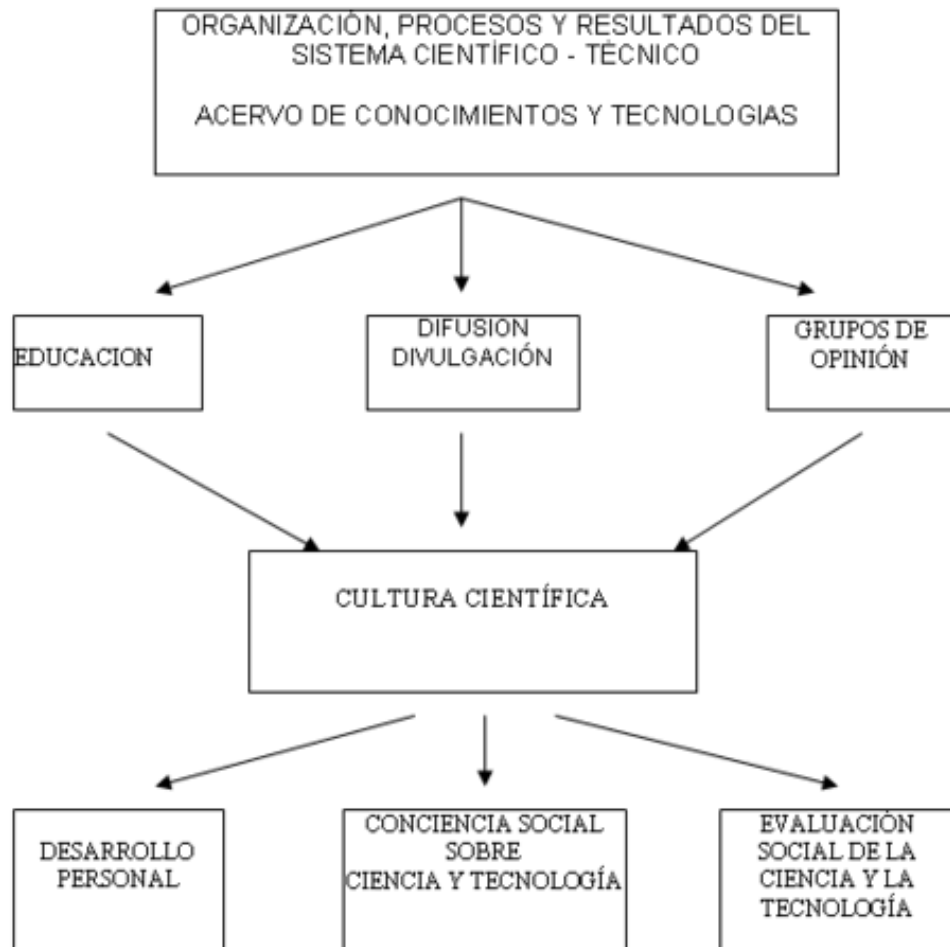 ORGANIZACIÓN, PROCESOS Y RESULTADOS DEL
SISTEMA CIENTÍFICO - TÉCNICO
ACERVO DE CONOCIMIENTOS Y TECNOLOGIAS
EDUCACION
DIFUSION
DIVULGACIÓN
GRUPOS DE
OPINIÓN
CULTURA CIENTÍFICA
DESARROLLO
PERSONAL
CONCIENCIA SOCIAL
SOBRE
CIENCIA Y TECNOLOGÍA
EVALUACIÓN
SOCIAL DE LA
CIENCIA Y LA
TECNOLOGÍA